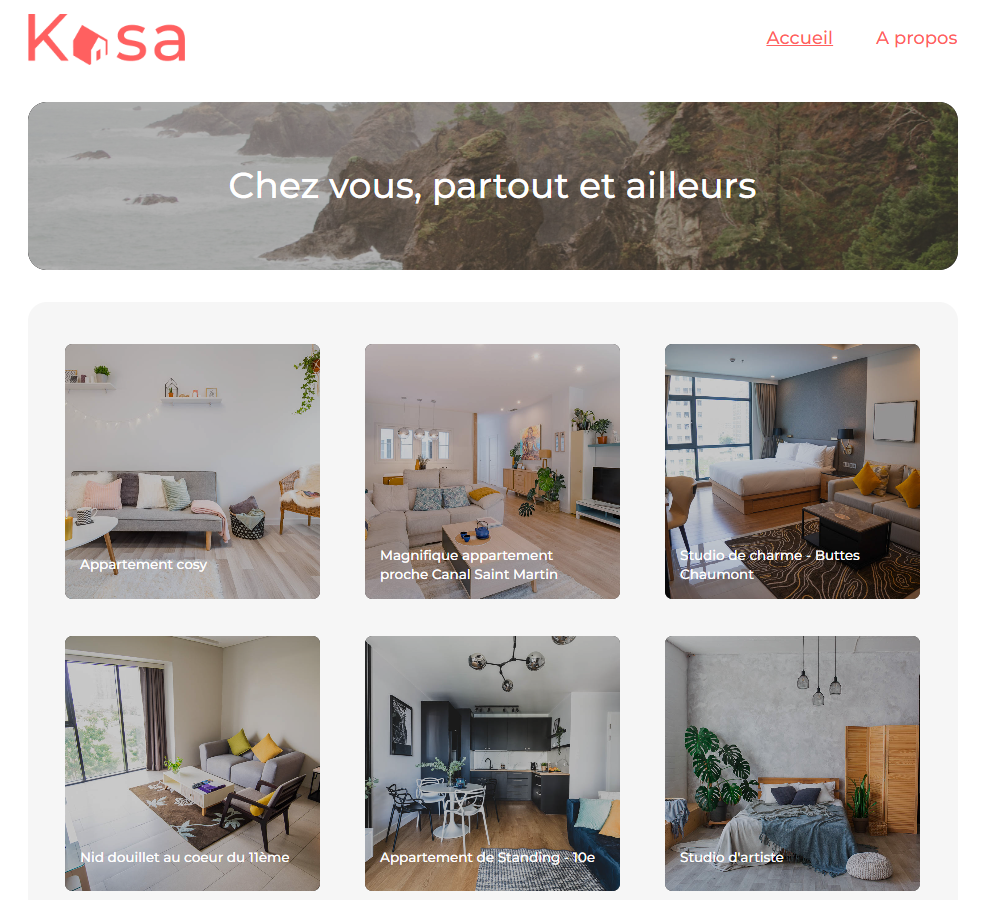 Kasa
Accueil
A propos
Chez vous, partout et ailleurs
Appartement cosy
Magnifique appartement
proche Canal Saint Martin
Studio de charme - Buttes
Chaumont
Nid douillet au coeur du 11ème
Appartement de Standing - 10e
Studio d'artiste